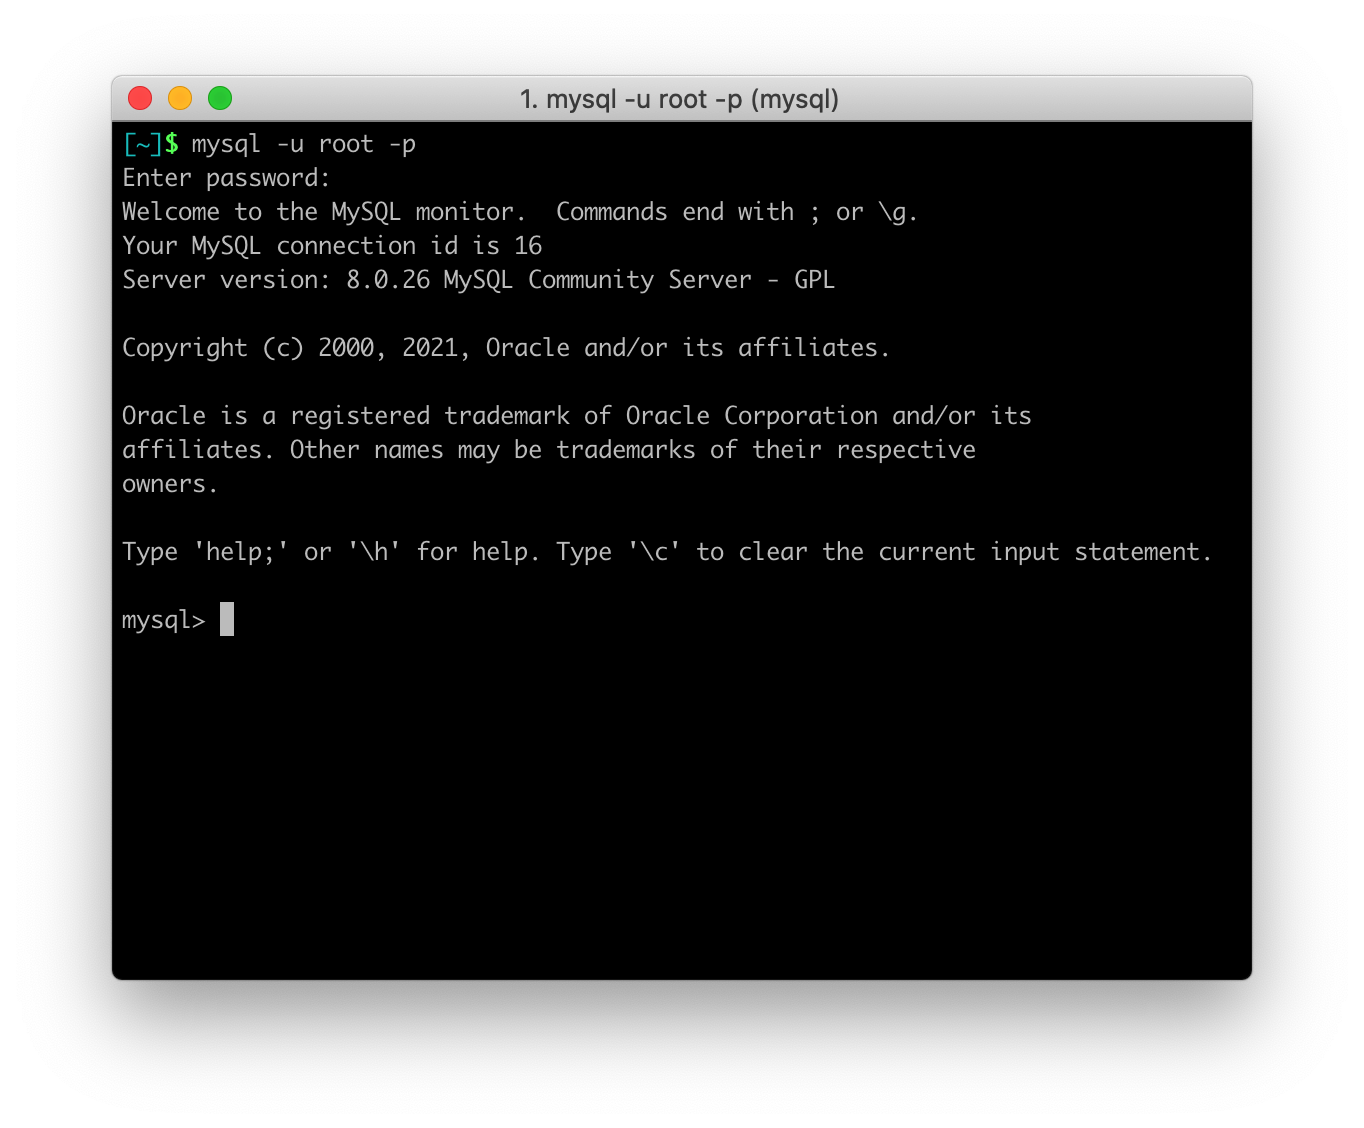 1. mysql -u root -p (mysql)
[~]$ mysql -u root -p
Enter password:
Welcome to the MySQL monitor.  Commands end with ; or \g.
Your MySQL connection id is 16
Server version: 8.0.26 MySQL Community Server - GPL
Copyright (c) 2000, 2021, Oracle and/or its affiliates.
Oracle is a registered trademark of Oracle Corporation and/or its
affiliates. Other names may be trademarks of their respective
owners.
Type 'help;' or '\h' for help. Type '\c' to clear the current input statement.
mysql>